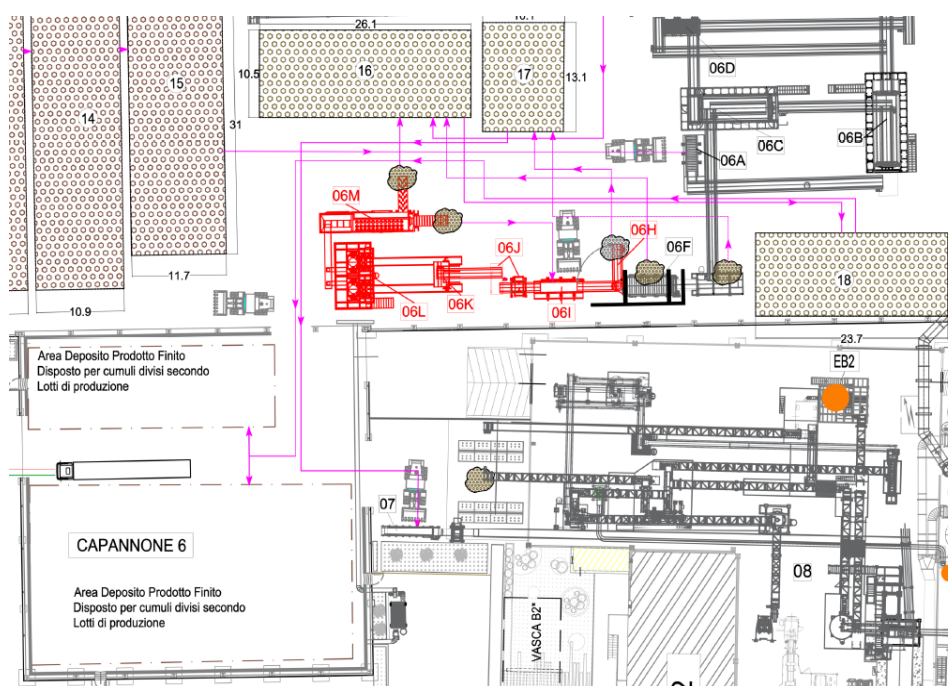 26.1
10.5
16
17
13.1
14
15
31
11.7
10.9
06D
06C
06B
06A
06M
06L
06K
06J
06I
06H
06F
18
23.7
EB2
Area Deposito Prodotto Finito
Disposto per cumuli divisi secondo
Lotti di produzione
07
CAPANNONE 6
Area Deposito Prodotto Finito
Disposto per cumuli divisi secondo
Lotti di produzione
VASCA B2*
08